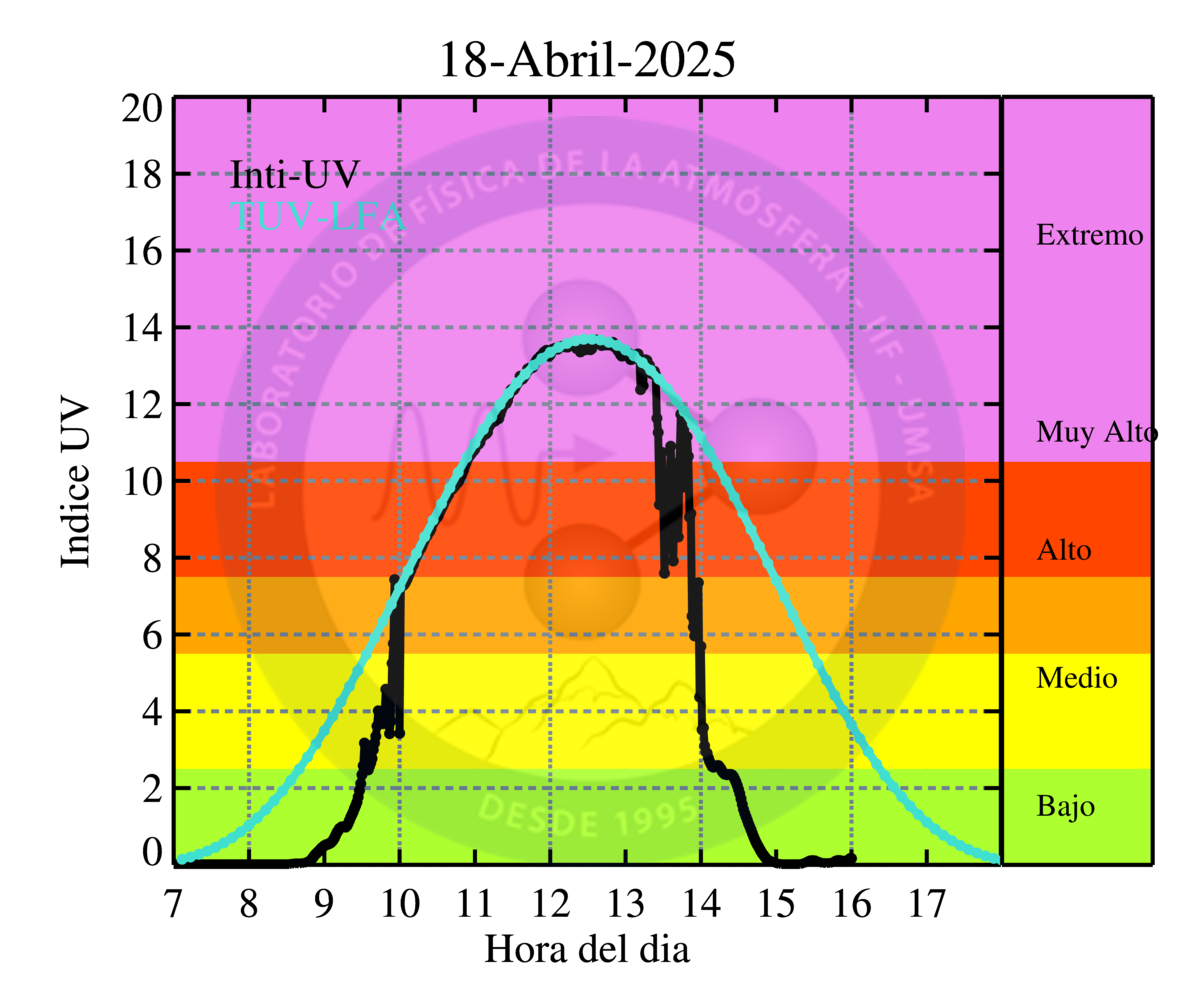 18-Abril-2025
Indice UV
20
18
16
14
12
10
8
6
4
2
0
Inti-UV
TUV-LFA
LABORATORIO DE FÍSICA DE LA ATMÓSFERA - IIF - UMSA
DESDE 1995
Extremo
Muy Alto
Alto
Medio
Bajo
7 8 9 10 11 12 13 14 15 16 17
Hora del dia